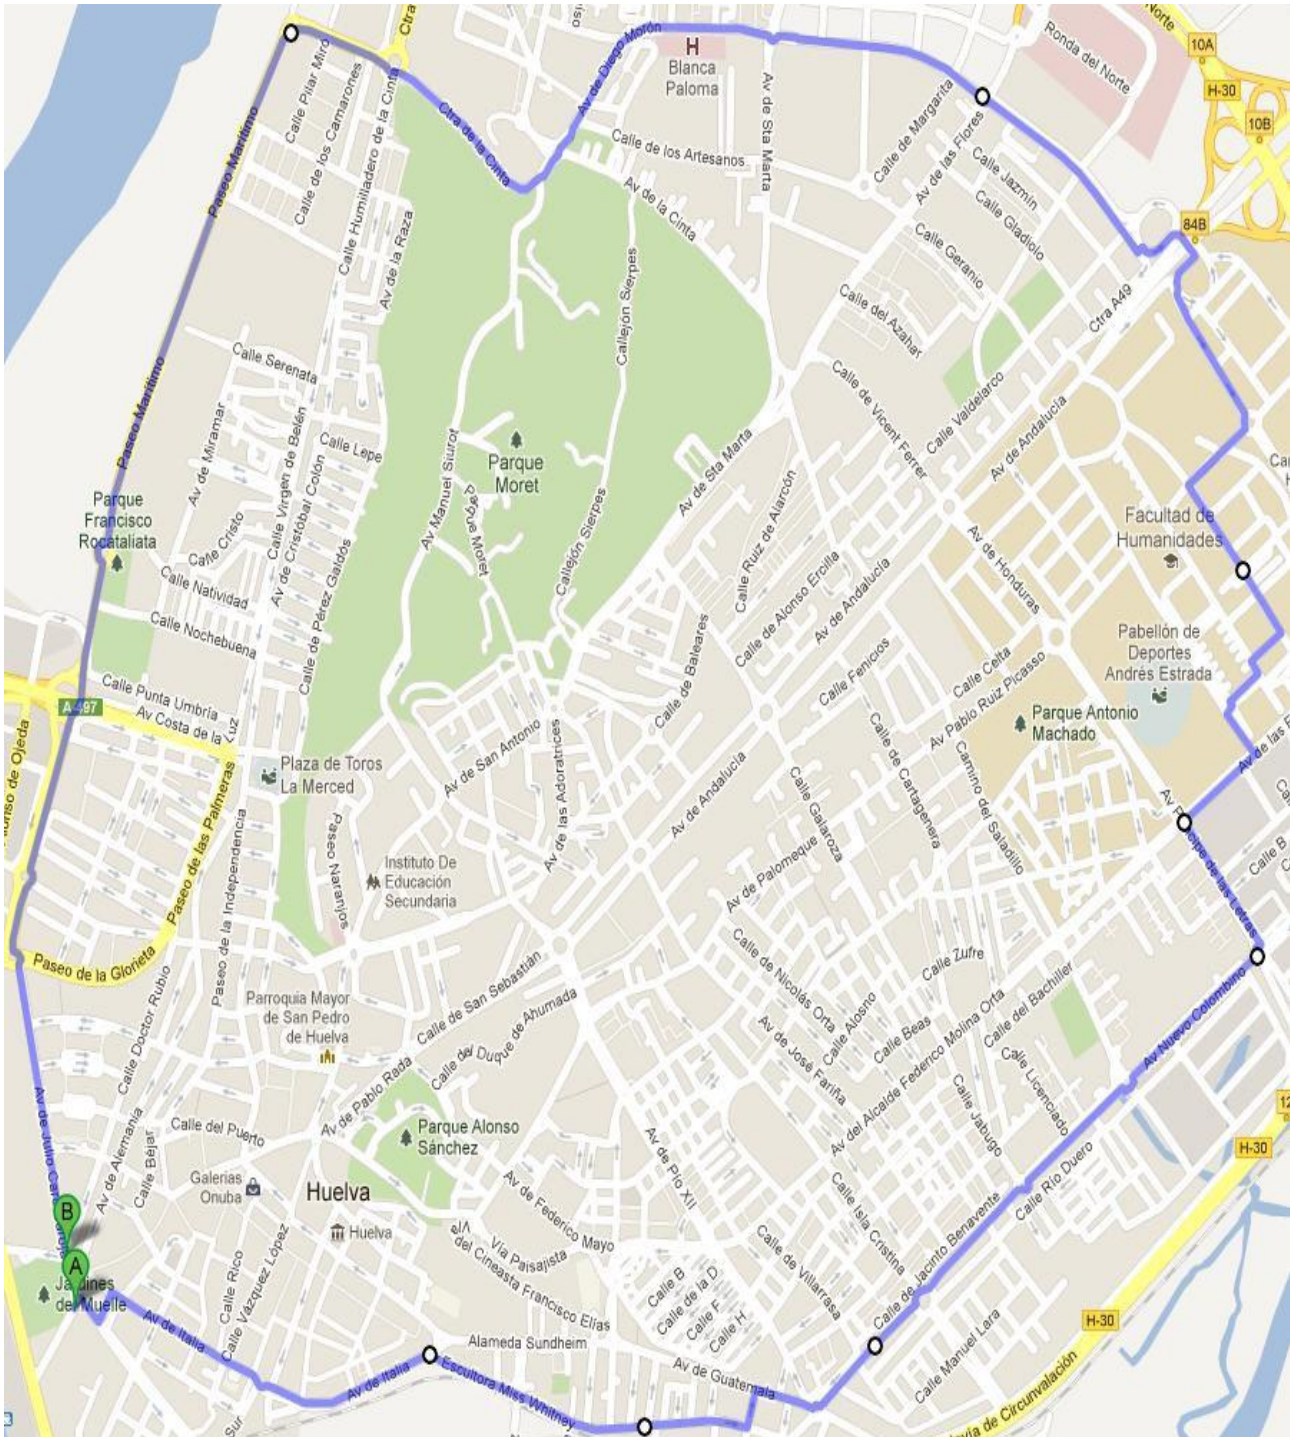 Norte
Ctra
Ronda del Norte
10A
H-30
10B
H
Blanca
Paloma
Av de Diego Morón
Calle Pilar Miró
Calle de los Camarones
Calle Humilladero de la Cinta
Ctra de la Cinta
Av de Sta Marta
Calle de Margarita
Av de las Flores
Calle Jazmin
Calle Gladiolo
Calle de los Artesanos
Av de la Cinta
Paseo Marítimo
84B
Calle Geranio
Calle del Azahar
Ctra A49
Av de la Raza
Callejón Sierpes
Calle Serenata
Calle de Vicent Ferrer
Calle Valdelarco
Av de Andalucía
Paseo Marítimo
Av de Miramar
Calle Virgen de Belén
Calle Lepe
Av de Cristóbal Colón
Av Manuel Siurot
Parque
Moret
Parque Moret
Av de Sta Marta
Calle Ruiz de Alarcón
Parque
Francisco
Rocataliata
Calle Cristo
Facultad de
Humanidades
Av de Honduras
Calle Natividad
Calle Nochebuena
Calle de Pérez Galdós
Callejón Sierpes
Calle de Alonso Ercilla
Av de Andalucía
Calle de Baleares
Pabellón de
Deportes
Andrés Estrada
Calle Fenicios
Calle Celta
Av Pablo Ruiz Picasso
Parque Antonio
Machado
A-497
Calle Punta Umbría
Av Costa de la Luz
Plaza de Toros
La Merced
Av de San Antonio
Av de las Adoratrices
Av de Andalucía
Calle de Cartagenera
Camino del Saladillo
Calle Galaroza
Paseo de las Palmeras
Paseo de la Independencia
Paseo Naranjos
Instituto De
Educación
Secundaria
Av de Palomeque
Av Príncipe de las Letras
Calle B
Paseo de la Glorieta
Calle Doctor Rubio
Parroquia Mayor
de San Pedro
de Huelva
Calle de San Sebastián
Calle del Duque de Ahumada
Calle de Nicolás Orta
Calle Zufre
Calle Alosno
Calle Beas
Calle del Bachiller
Av Nuevo Colombino
Av de Pablo Rada
Av de José Fariña
Av del Alcalde Federico Molina Orta
Calle Licenciado
Calle Jabugo
12
H-30
Av de Alemania
Calle Béjar
Calle del Puerto
Parque Alonso
Sánchez
Av de Pío XII
Calle Río Duero
Galerias
Onuba
Huelva
Huelva
Av de Federico Mayo
Vía Paisajista
del Cineasta Francisco Elías
Calle Isla Cristina
Calle de Jacinto Benavente
Calle de Villarrasa
B
A
Jardines
del Muelle
Calle Rico
Calle Vázquez López
Calle B
Calle de la D
Calle F
Calle H
Av de Italia
Alameda Sundheim
Av de Guatemala
Calle Manuel Lara
H-30
Av de Italia
Escultora Miss Whitney
Sur
vía de Circunvalación